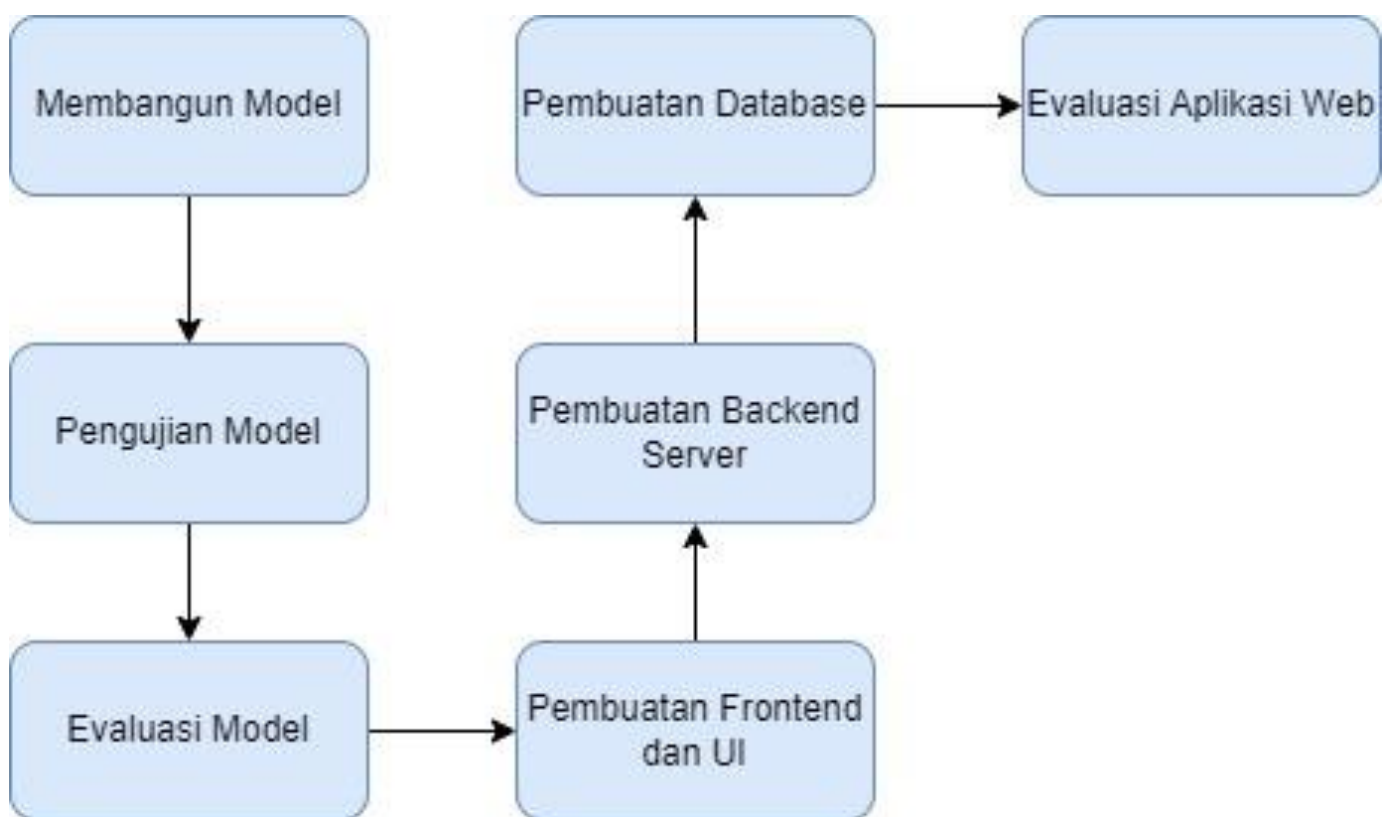 Membangun Model
Pengujian Model
Evaluasi Model
Pembuatan Frontend
dan UI
Pembuatan Backend
Server
Pembuatan Database
Evaluasi Aplikasi Web